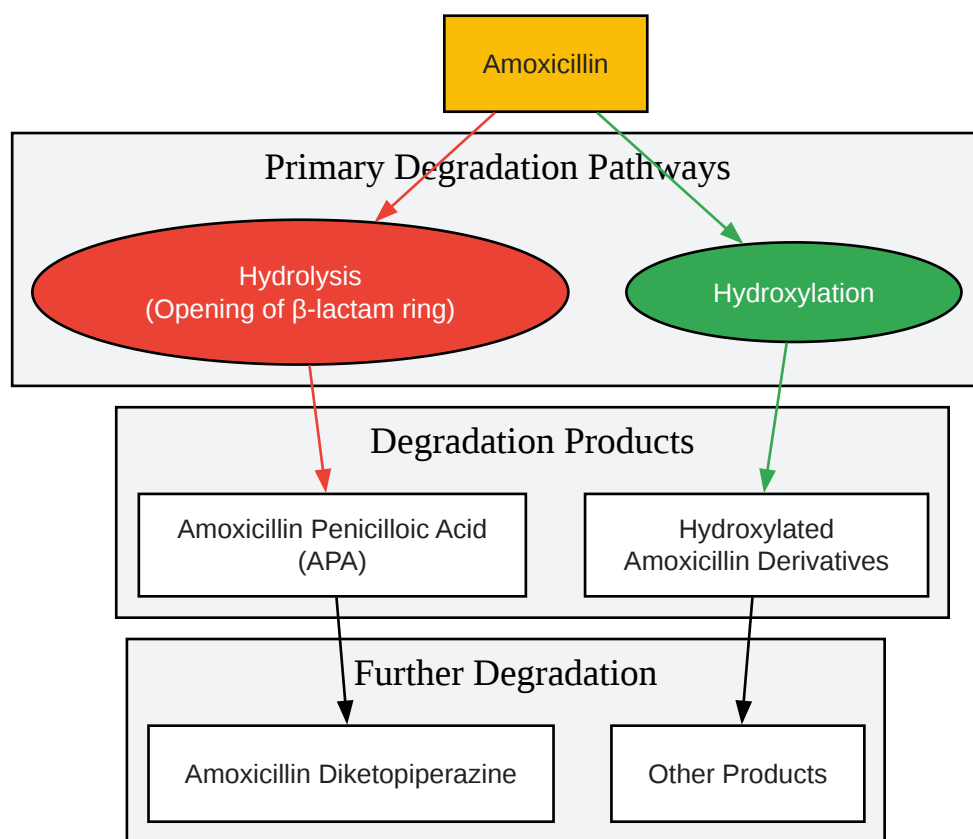 Amoxicillin
Primary Degradation Pathways
Hydrolysis
(Opening of β-lactam ring)
Hydroxylation
Degradation Products
Amoxicillin Penicilloic Acid
(APA)
Hydroxylated
Amoxicillin Derivatives
Further Degradation
Amoxicillin Diketopiperazine
Other Products